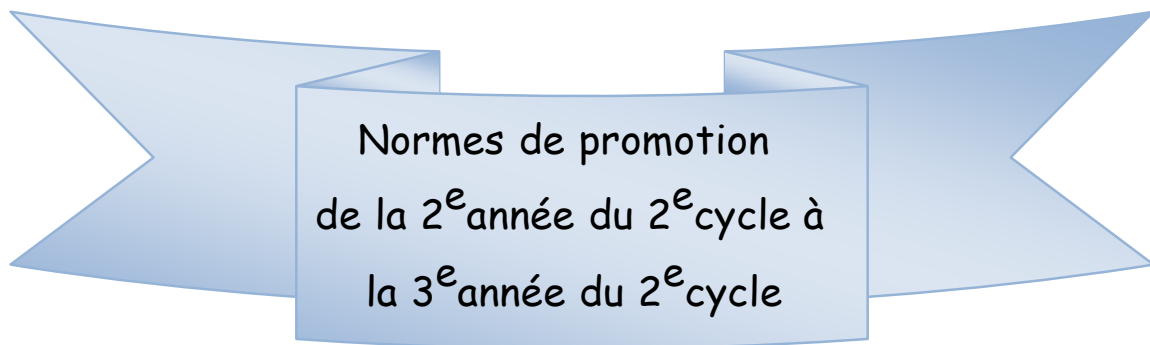 Normes de promotion
de la 2ᵉannée du 2ᵉcycle à
la 3ᵉannée du 2ᵉcycle